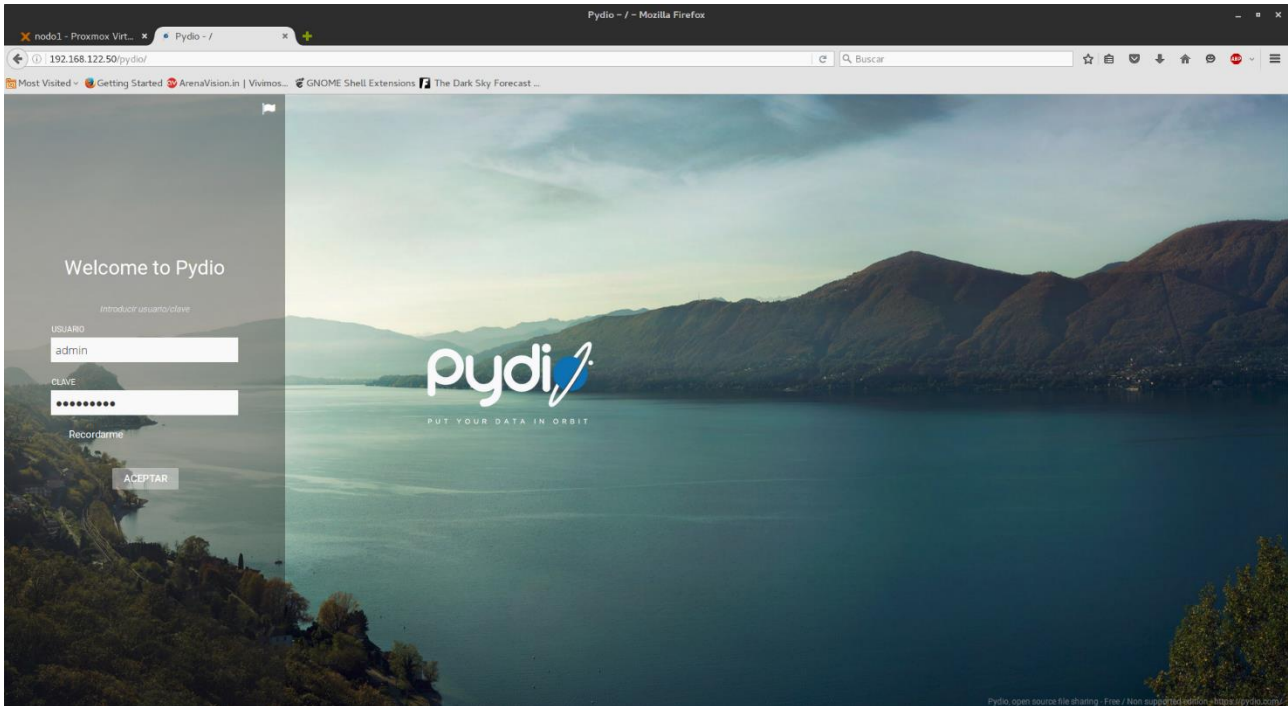 Pydio - / - Mozilla Firefox
nodo1 - Proxmox Virt...
Pydio - /
192.168.122.50/pydio/
Buscar
ABP
Most Visited
Getting Started
ArenaVision.in | Vivimos...
GNOME Shell Extensions
The Dark Sky Forecast ...
Welcome to Pydio
Introducir usuario/clave
USUARIO
admin
CLAVE
Recordarme
ACEPTAR
pydio
PUT YOUR DATA IN ORBIT
Pydio, open source file sharing - Free / Non supported edition - https://pydio.com/